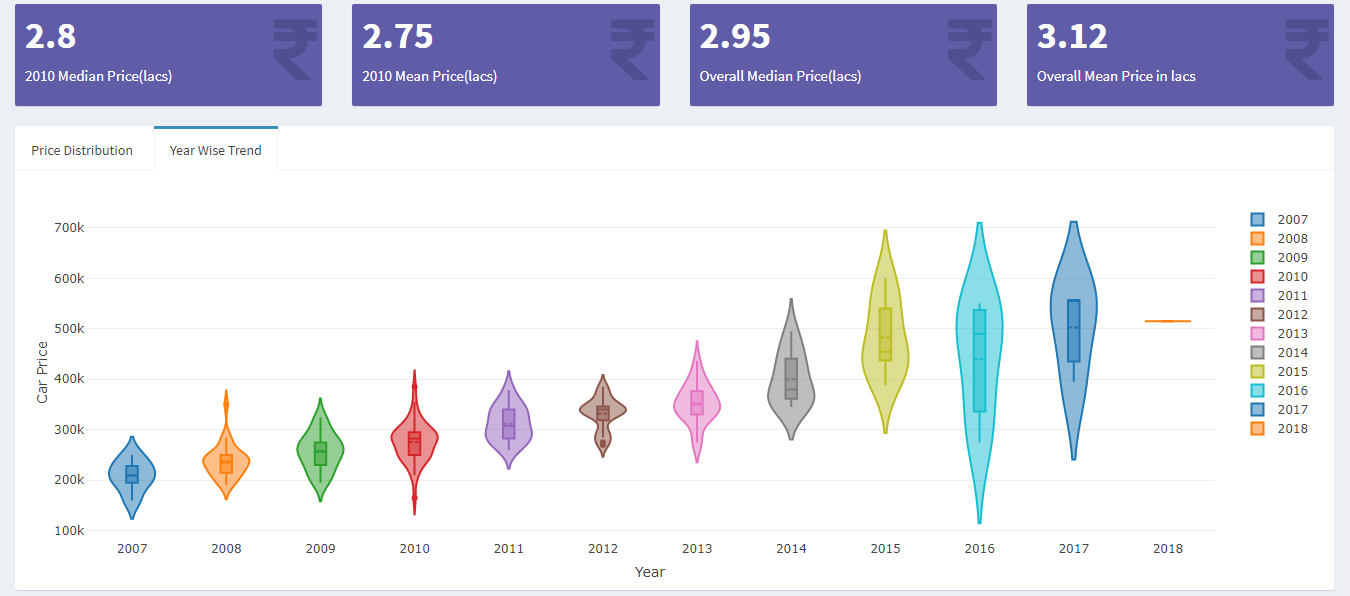 2.8
2010 Median Price(lacs)
2.75
2010 Mean Price(lacs)
2.95
Overall Median Price(lacs)
3.12
Overall Mean Price in lacs
Price Distribution
Year Wise Trend
Car Price
700k
600k
500k
400k
300k
200k
100k
2007 2008 2009 2010 2011 2012 2013 2014 2015 2016 2017 2018
Year
2007
2008
2009
2010
2011
2012
2013
2014
2015
2016
2017
2018